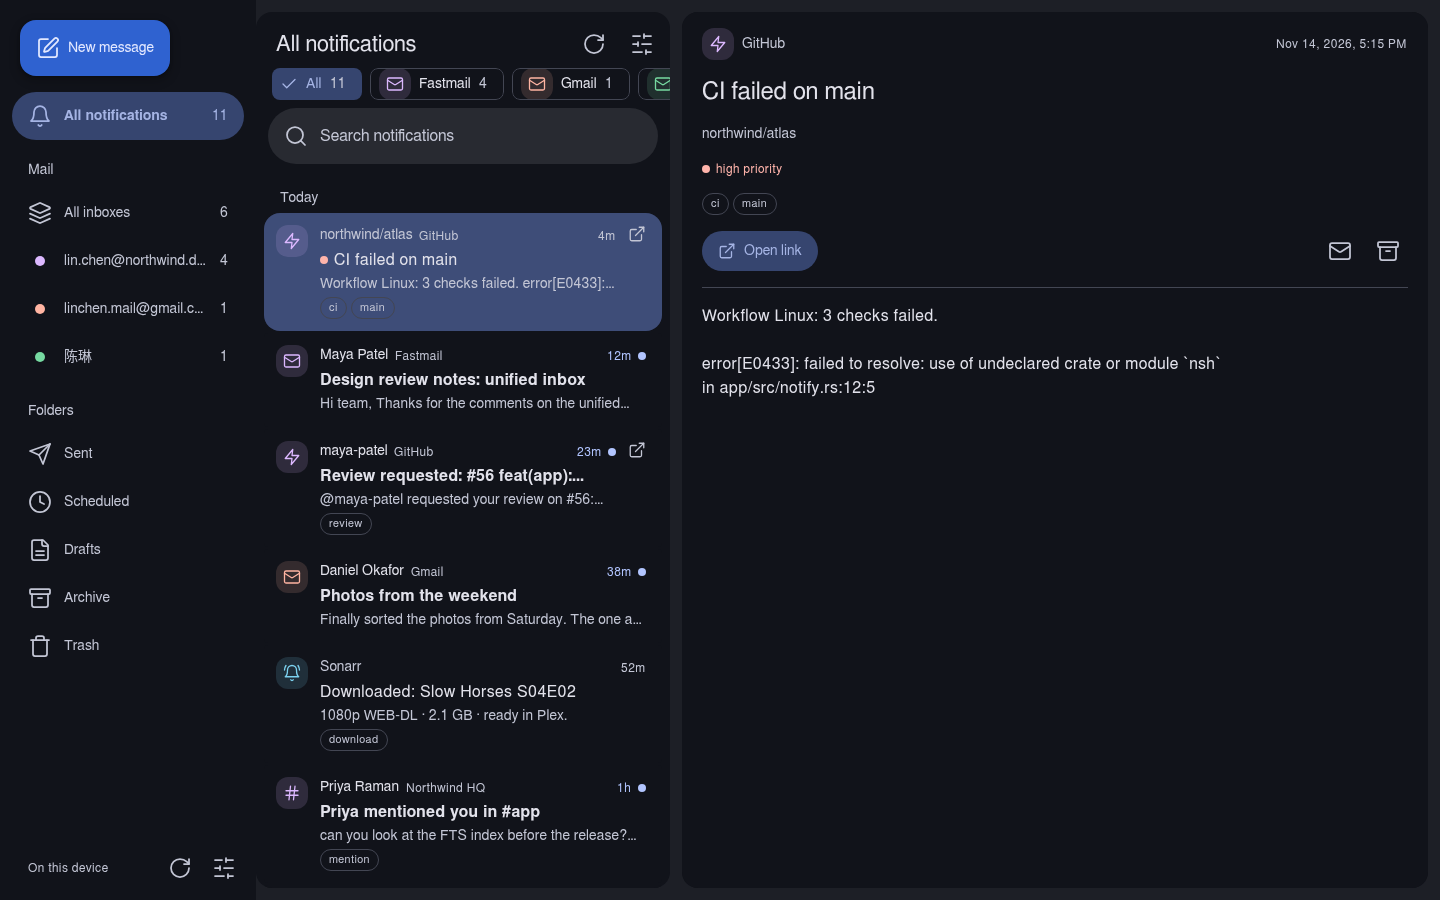 New message
All notifications 11
Mail
All inboxes 6
lin.chen@northwind.d... 4
linchen.mail@gmail.c... 1
陈琳 1
Folders
Sent
Scheduled
Drafts
Archive
Trash
On this device
All notifications
All 11 Fastmail 4 Gmail 1
Search notifications
Today
northwind/atlas GitHub 4m
CI failed on main
Workflow Linux: 3 checks failed. error[E0433]:...
ci main
Maya Patel Fastmail 12m
Design review notes: unified inbox
Hi team, Thanks for the comments on the unified...
maya-patel GitHub 23m
Review requested: #56 feat(app):...
@maya-patel requested your review on #56:...
review
Daniel Okafor Gmail 38m
Photos from the weekend
Finally sorted the photos from Saturday. The one a...
Sonarr 52m
Downloaded: Slow Horses S04E02
1080p WEB-DL · 2.1 GB · ready in Plex.
download
Priya Raman Northwind HQ 1h
Priya mentioned you in #app
can you look at the FTS index before the release?...
mention
GitHub Nov 14, 2026, 5:15 PM
CI failed on main
northwind/atlas
high priority
ci main
Open link
Workflow Linux: 3 checks failed.
error[E0433]: failed to resolve: use of undeclared crate or module `nsh`
in app/src/notify.rs:12:5